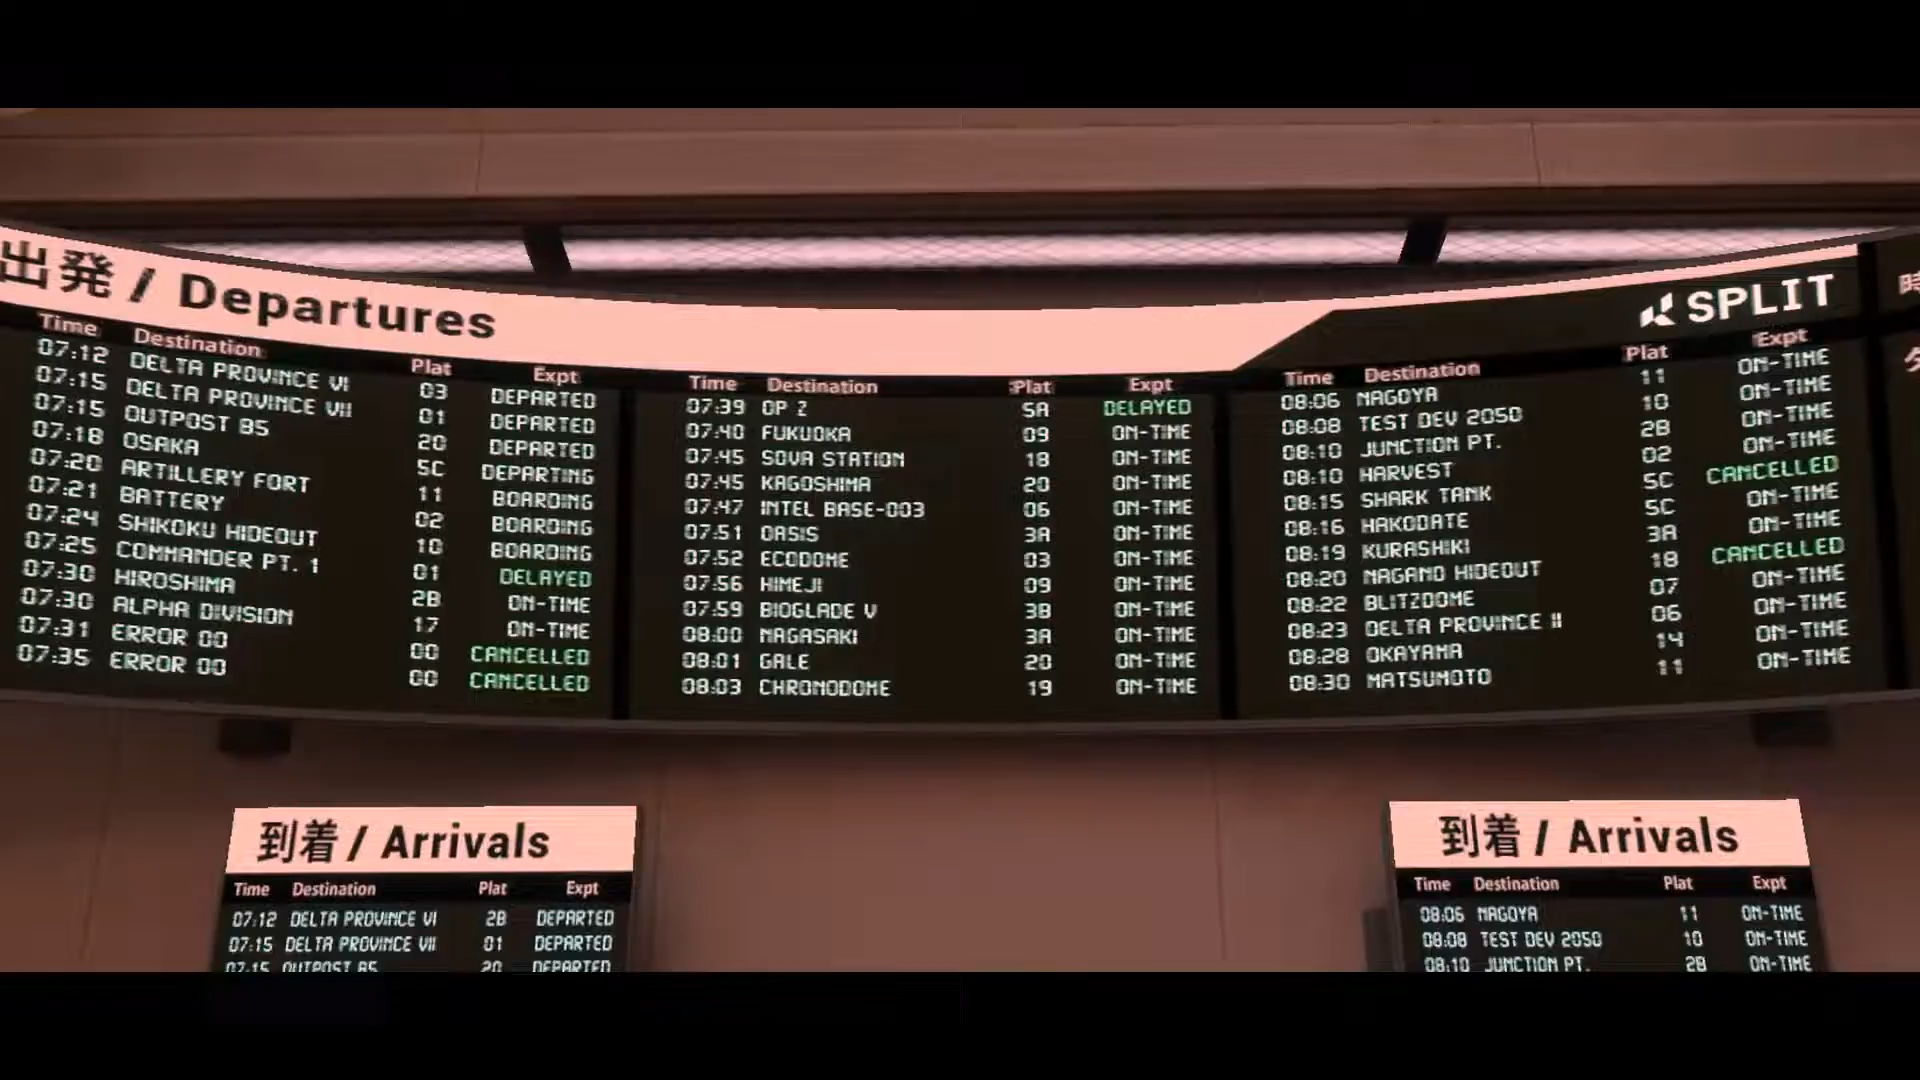 出発 / Departures
SPLIT
Time Destination Plat Expt
07:12 DELTA PROVINCE VI 03 DEPARTED
07:15 DELTA PROVINCE VII 01 DEPARTED
07:15 OUTPOST B5 20 DEPARTED
07:18 OSAKA 5C DEPARTING
07:20 ARTILLERY FORT 11 BOARDING
07:21 BATTERY 02 BOARDING
07:24 SHIKOKU HIDEOUT 10 BOARDING
07:25 COMMANDER PT. 1 01 DELAYED
07:30 HIROSHIMA 2B ON-TIME
07:30 ALPHA DIVISION 17 ON-TIME
07:31 ERROR 00 00 CANCELLED
07:35 ERROR 00 00 CANCELLED
Time Destination Plat Expt
07:39 OP 2 5A DELAYED
07:40 FUKUOKA 09 ON-TIME
07:45 SOVA STATION 18 ON-TIME
07:45 KAGOSHIMA 20 ON-TIME
07:47 INTEL BASE-003 06 ON-TIME
07:51 OASIS 3A ON-TIME
07:52 ECODOME 03 ON-TIME
07:56 HIMEJI 09 ON-TIME
07:59 BIOGLADE V 3B ON-TIME
08:00 NAGASAKI 3A ON-TIME
08:01 GALE 20 ON-TIME
08:03 CHRONODOME 19 ON-TIME
Time Destination Plat Expt
08:06 NAGOYA 11 ON-TIME
08:08 TEST DEV 2050 10 ON-TIME
08:10 JUNCTION PT. 2B ON-TIME
08:10 HARVEST 02 ON-TIME
08:15 SHARK TANK 5C CANCELLED
08:16 HAKODATE 5C ON-TIME
08:19 KURASHIKI 3A ON-TIME
08:20 NAGANO HIDEOUT 18 CANCELLED
08:22 BLITZDOME 07 ON-TIME
08:23 DELTA PROVINCE II 06 ON-TIME
08:28 OKAYAMA 14 ON-TIME
08:30 MATSUMOTO 11 ON-TIME
時
到着 / Arrivals
Time Destination Plat Expt
07:12 DELTA PROVINCE VI 2B DEPARTED
07:15 DELTA PROVINCE VII 01 DEPARTED
07:15 OUTPOST B5 20 DEPARTED
到着 / Arrivals
Time Destination Plat Expt
08:06 NAGOYA 11 ON-TIME
08:08 TEST DEV 2050 10 ON-TIME
08:10 JUNCTION PT. 2B ON-TIME